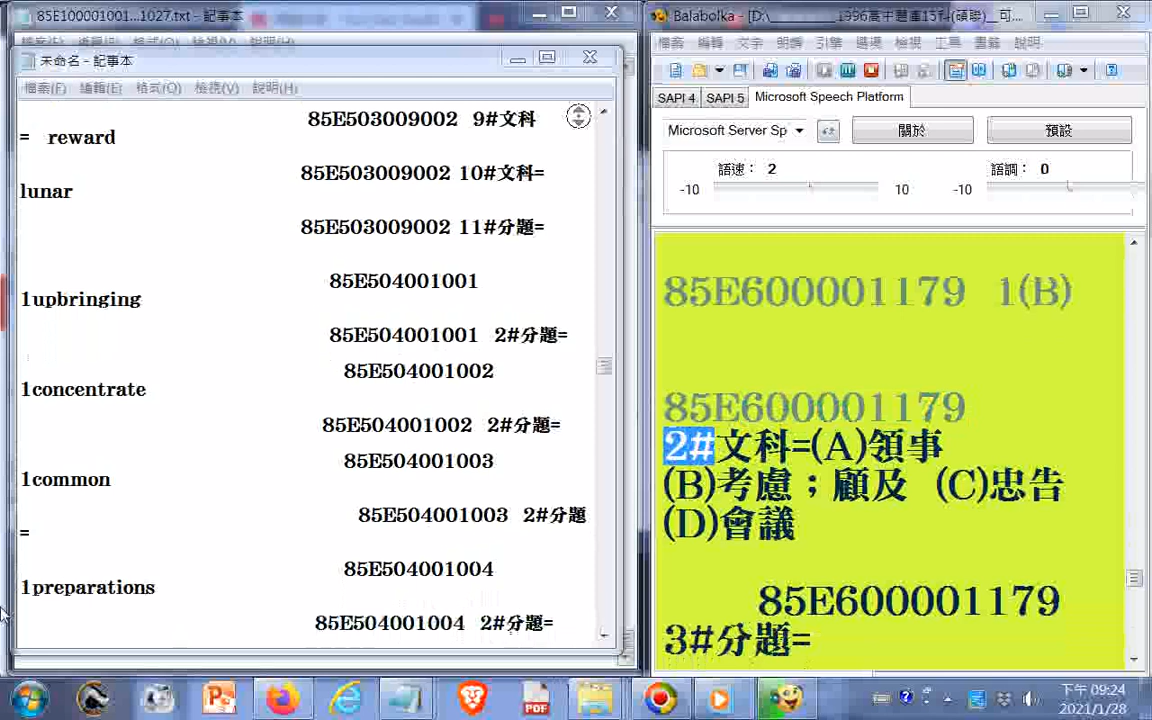 85E100001001...1027.txt - 記事本
未命名 - 記事本
檔案(F) 編輯(E) 格式(O) 檢視(V) 說明(H)
85E503009002 9#文科
= reward
85E503009002 10#文科=
lunar
85E503009002 11#分題=
85E504001001
1upbringing
85E504001001 2#分題=
85E504001002
1concentrate
85E504001002 2#分題=
85E504001003
1common
85E504001003 2#分題
=
85E504001004
1preparations
85E504001004 2#分題=
Balabolka - [D:\
檔案 編輯 文字 朗讀 引擎 選項 檢視 工具 書籤 說明
SAPI 4 SAPI 5 Microsoft Speech Platform
Microsoft Server Sp 關於 預設
語速： 2 語調： 0
-10 10 -10
85E600001179 1(B)
85E600001179
2#文科=(A)領事
(B)考慮；顧及 (C)忠告
(D)會議
85E600001179
3#分題=
PDF
下午 09:24
2021/1/28